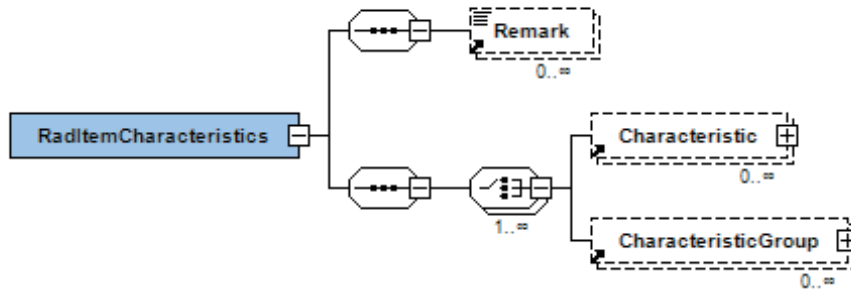 Remark
0..∞
RadItemCharacteristics
Characteristic
0..∞
1..∞
CharacteristicGroup
0..∞